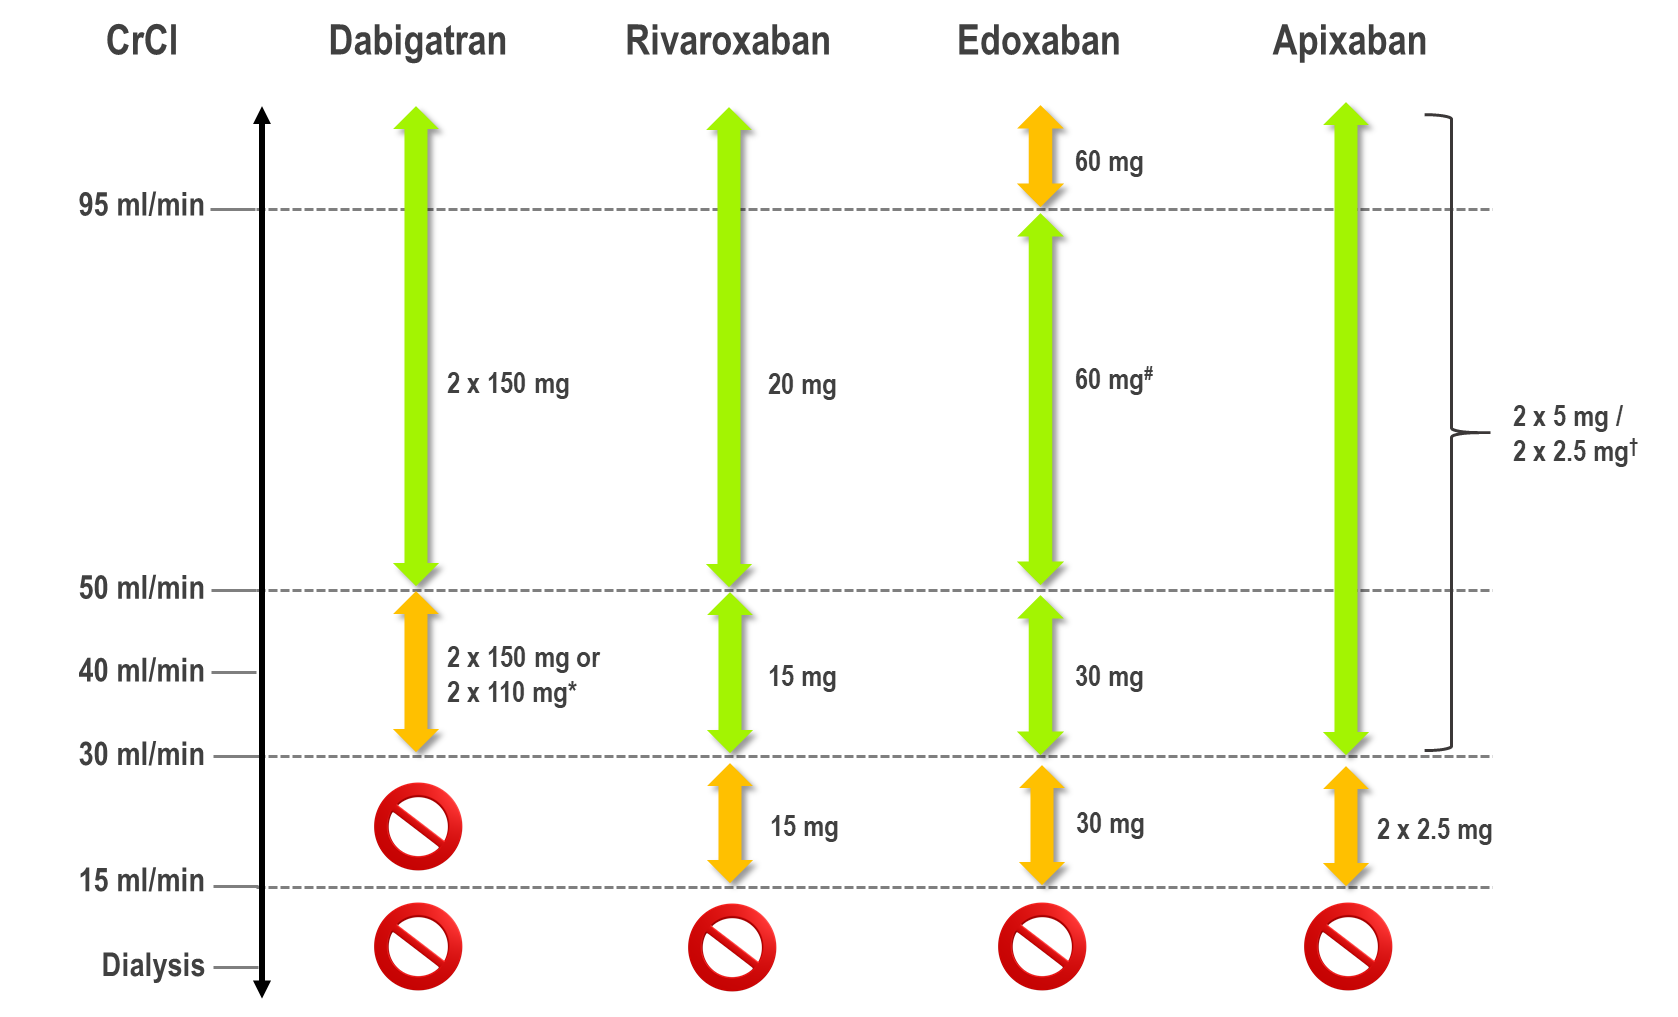 CrCl
Dabigatran
Rivaroxaban
Edoxaban
Apixaban
60 mg
95 ml/min
2 x 150 mg
20 mg
60 mg#
2 x 5 mg /
2 x 2.5 mg†
50 ml/min
40 ml/min
2 x 150 mg or
2 x 110 mg*
15 mg
30 mg
30 ml/min
15 mg
30 mg
2 x 2.5 mg
15 ml/min
Dialysis